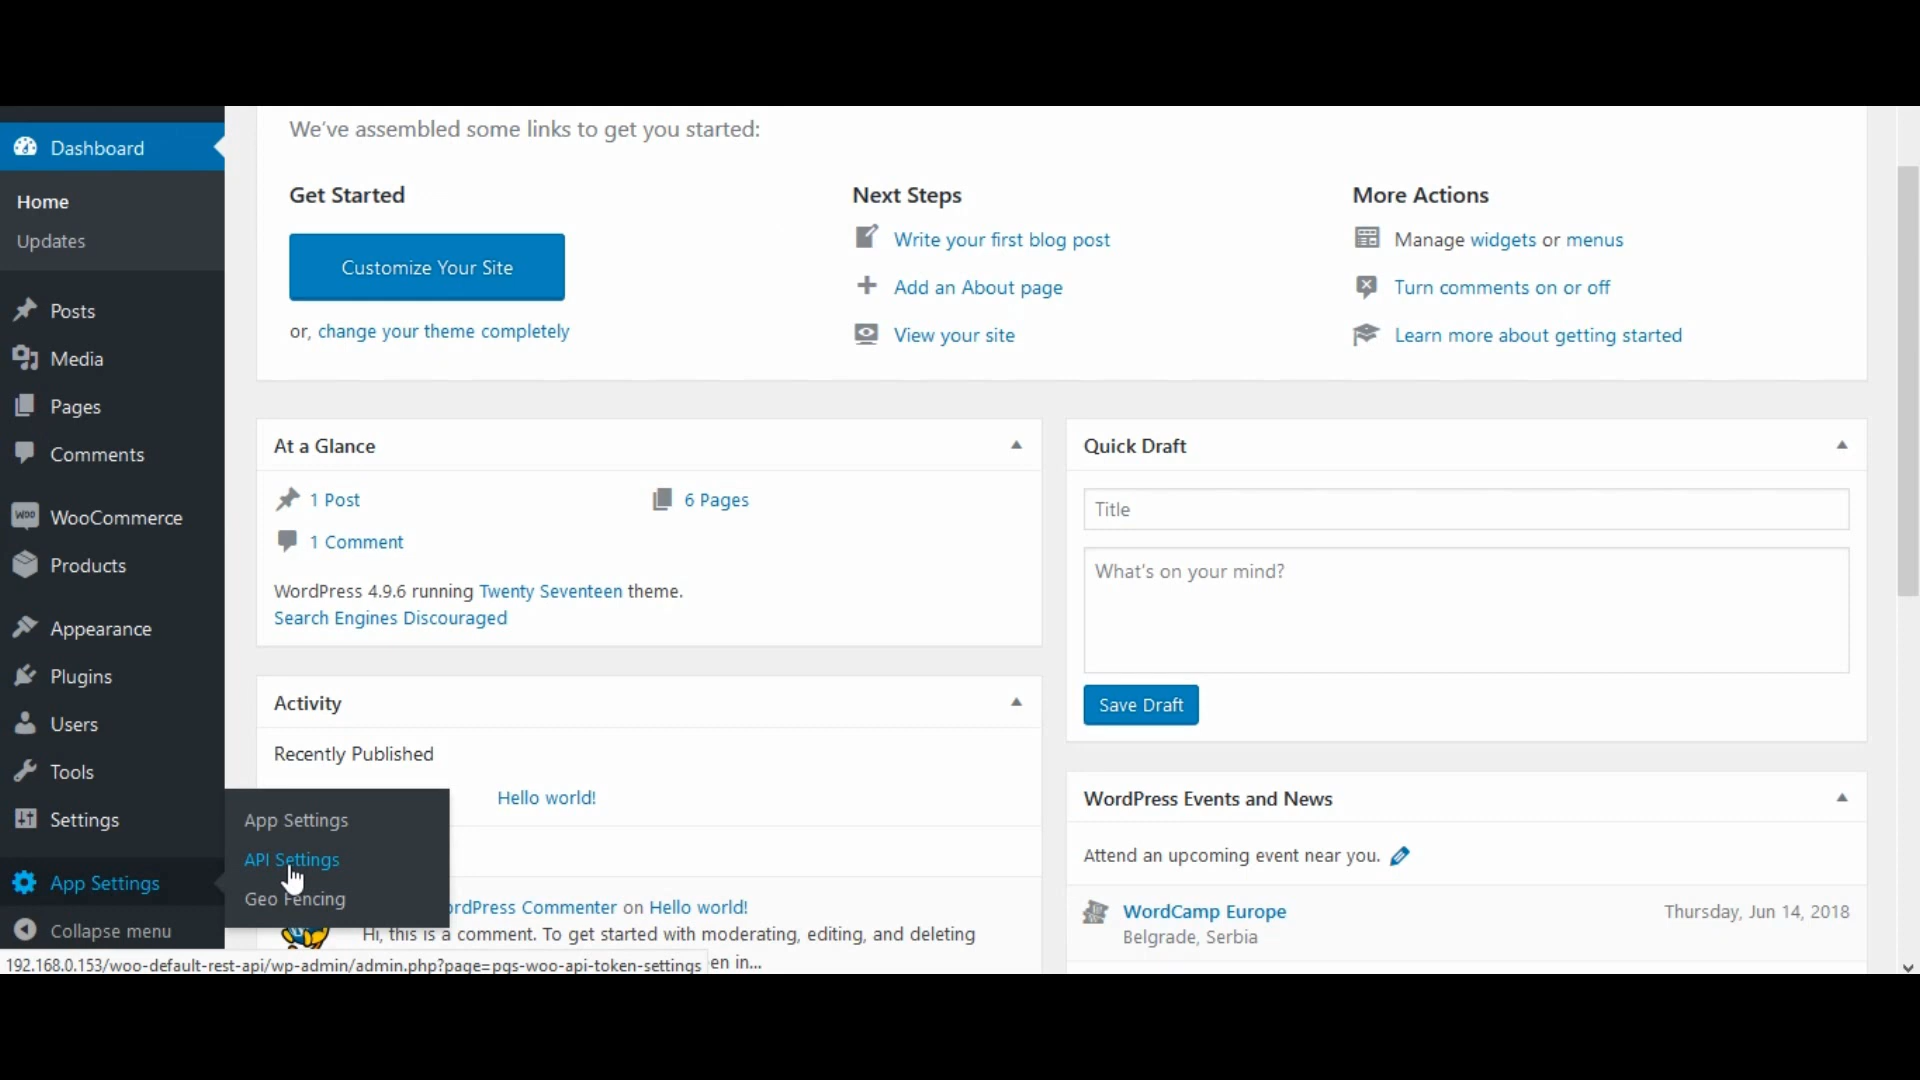 Dashboard
Home
Updates
Posts
Media
Pages
Comments
WOO WooCommerce
Products
Appearance
Plugins
Users
Tools
Settings
App Settings
Collapse menu
App Settings
API Settings
Geo Fencing
We've assembled some links to get you started:
Get Started
Customize Your Site
or, change your theme completely
Next Steps
Write your first blog post
Add an About page
View your site
More Actions
Manage widgets or menus
Turn comments on or off
Learn more about getting started
At a Glance
1 Post
6 Pages
1 Comment
WordPress 4.9.6 running Twenty Seventeen theme.
Search Engines Discouraged
Activity
Recently Published
Hello world!
ordPress Commenter on Hello world!
Hi, this is a comment. To get started with moderating, editing, and deleting
en in...
Quick Draft
Title
What's on your mind?
Save Draft
WordPress Events and News
Attend an upcoming event near you.
WordCamp Europe
Thursday, Jun 14, 2018
Belgrade, Serbia
192.168.0.153/woo-default-rest-api/wp-admin/admin.php?page=pgs-woo-api-token-settings